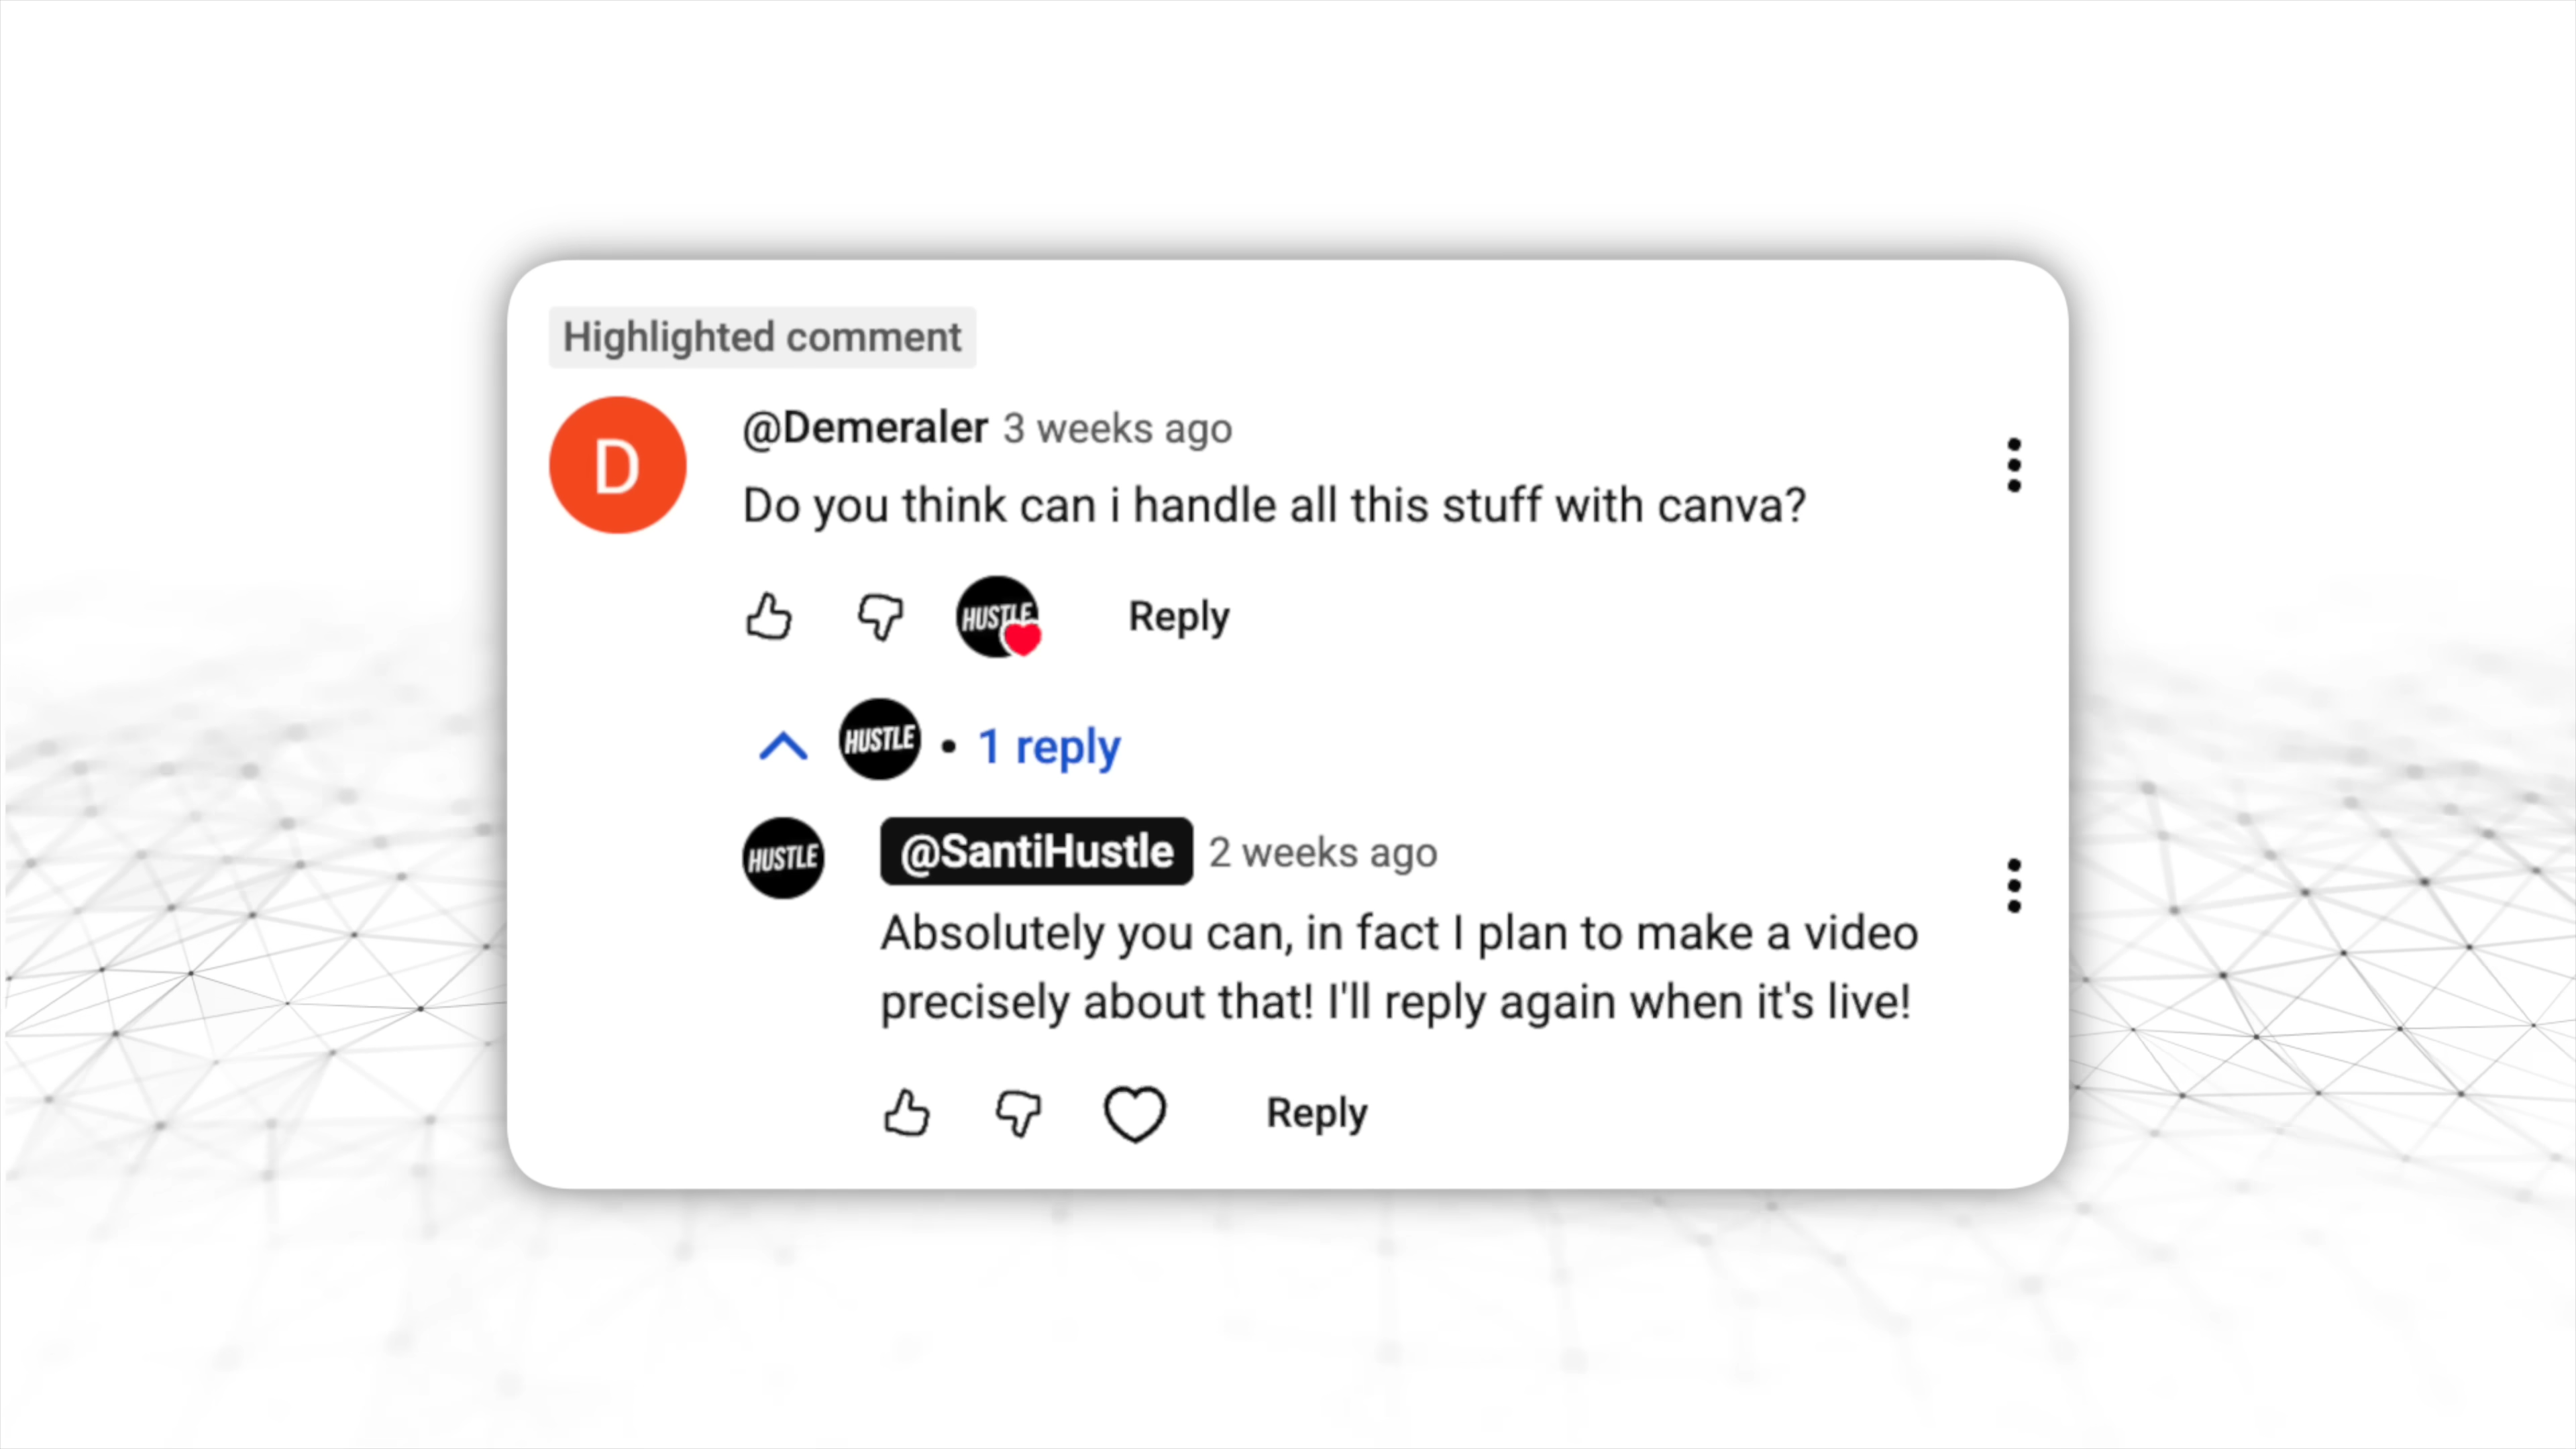 Highlighted comment
D
@Demeraler 3 weeks ago
Do you think can i handle all this stuff with canva?
HUSTLE
Reply
HUSTLE
• 1 reply
HUSTLE
@SantiHustle 2 weeks ago
Absolutely you can, in fact I plan to make a video
precisely about that! I'll reply again when it's live!
Reply